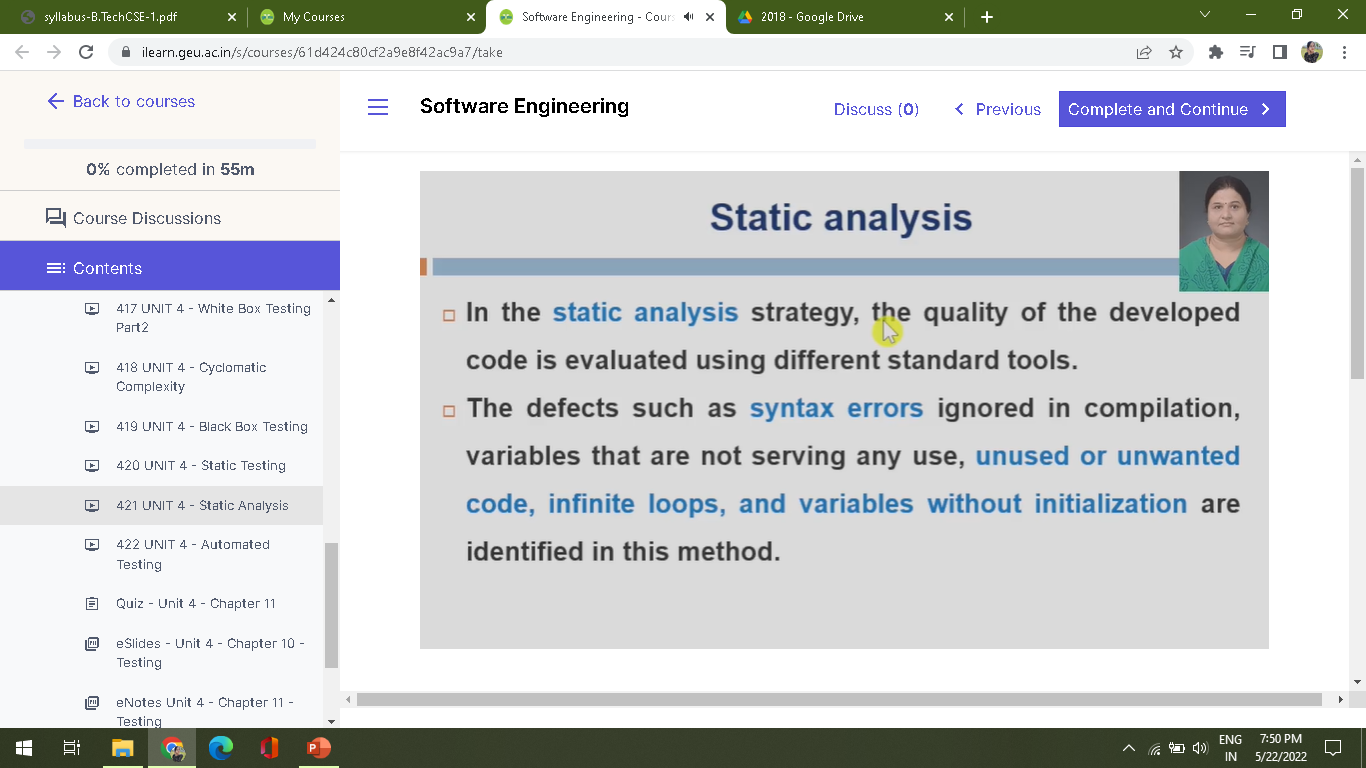 syllabus-B.TechCSE-1.pdf
My Courses
Software Engineering - Cours
2018 - Google Drive
ilearn.geu.ac.in/s/courses/61d424c80cf2a9e8f42ac9a7/take
Back to courses
0% completed in 55m
Course Discussions
Contents
417 UNIT 4 - White Box Testing
Part2
418 UNIT 4 - Cyclomatic
Complexity
419 UNIT 4 - Black Box Testing
420 UNIT 4 - Static Testing
421 UNIT 4 - Static Analysis
422 UNIT 4 - Automated
Testing
Quiz - Unit 4 - Chapter 11
eSlides - Unit 4 - Chapter 10 -
Testing
eNotes Unit 4 - Chapter 11 -
Testing
Software Engineering
Discuss (0)
Previous
Complete and Continue
Static analysis
In the static analysis strategy, the quality of the developed
code is evaluated using different standard tools.
The defects such as syntax errors ignored in compilation,
variables that are not serving any use, unused or unwanted
code, infinite loops, and variables without initialization are
identified in this method.
ENG
IN
7:50 PM
5/22/2022